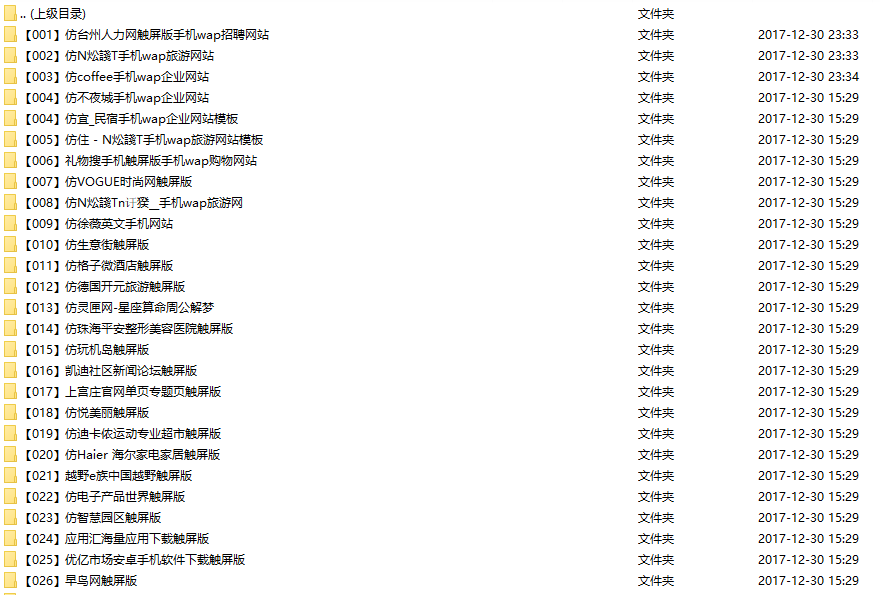 .. (上级目录) 文件夹
【001】仿台州人力网触屏版手机wap招聘网站 文件夹 2017-12-30 23:33
【002】仿N炂諓T手机wap旅游网站 文件夹 2017-12-30 23:33
【003】仿coffee手机wap企业网站 文件夹 2017-12-30 23:34
【004】仿不夜城手机wap企业网站 文件夹 2017-12-30 15:29
【004】仿宜_民宿手机wap企业网站模板 文件夹 2017-12-30 15:29
【005】仿住 - N炂諓T手机wap旅游网站模板 文件夹 2017-12-30 15:29
【006】礼物搜手机触屏版手机wap购物网站 文件夹 2017-12-30 15:29
【007】仿VOGUE时尚网触屏版 文件夹 2017-12-30 15:29
【008】仿N炂諓Tn讦猤__手机wap旅游网 文件夹 2017-12-30 15:29
【009】仿徐薇英文手机网站 文件夹 2017-12-30 15:29
【010】仿生意街触屏版 文件夹 2017-12-30 15:29
【011】仿格子微酒店触屏版 文件夹 2017-12-30 15:29
【012】仿德国开元旅游触屏版 文件夹 2017-12-30 15:29
【013】仿灵匣网-星座算命周公解梦 文件夹 2017-12-30 15:29
【014】仿珠海平安整形美容医院触屏版 文件夹 2017-12-30 15:29
【015】仿玩机岛触屏版 文件夹 2017-12-30 15:29
【016】凯迪社区新闻论坛触屏版 文件夹 2017-12-30 15:29
【017】上宫庄官网单页专题页触屏版 文件夹 2017-12-30 15:29
【018】仿悦美丽触屏版 文件夹 2017-12-30 15:29
【019】仿迪卡侬运动专业超市触屏版 文件夹 2017-12-30 15:29
【020】仿Haier 海尔家电家居触屏版 文件夹 2017-12-30 15:29
【021】越野e族中国越野触屏版 文件夹 2017-12-30 15:29
【022】仿电子产品世界触屏版 文件夹 2017-12-30 15:29
【023】仿智慧园区触屏版 文件夹 2017-12-30 15:29
【024】应用汇海量应用下载触屏版 文件夹 2017-12-30 15:29
【025】优亿市场安卓手机软件下载触屏版 文件夹 2017-12-30 15:29
【026】早鸟网触屏版 文件夹 2017-12-30 15:29